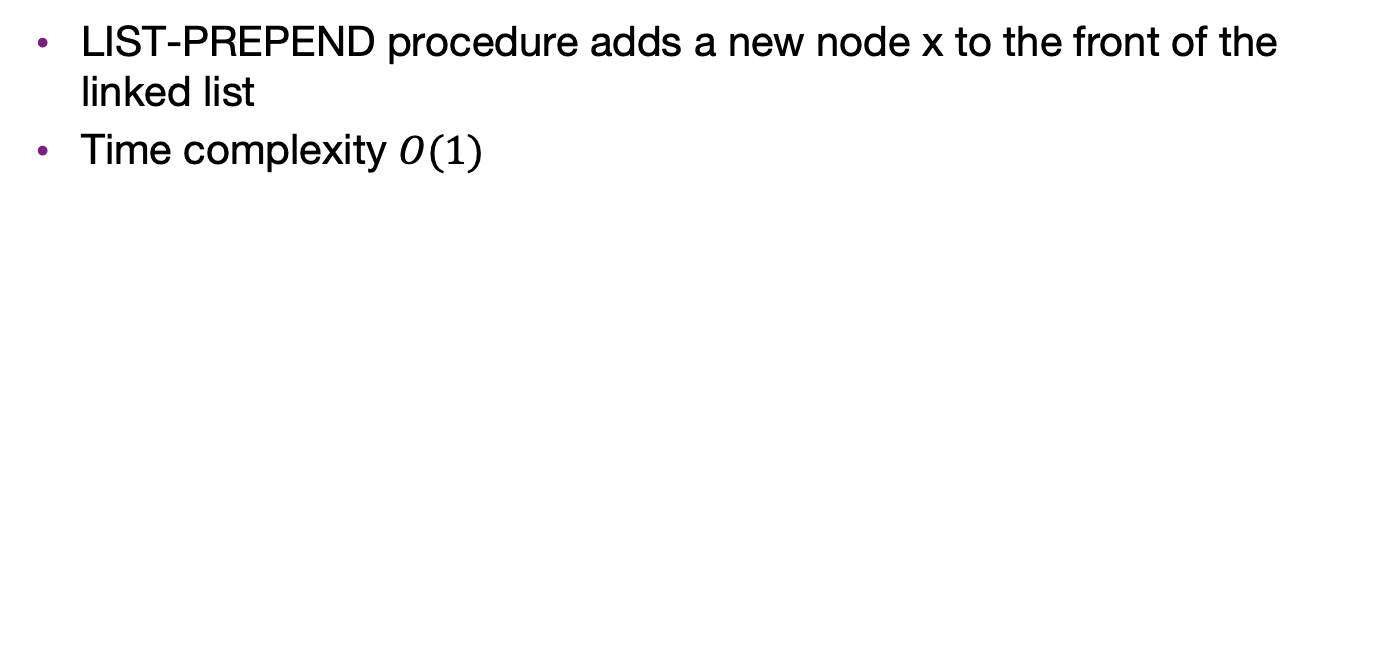 • LIST-PREPEND procedure adds a new node x to the front of the
linked list
• Time complexity 𝑂(1)